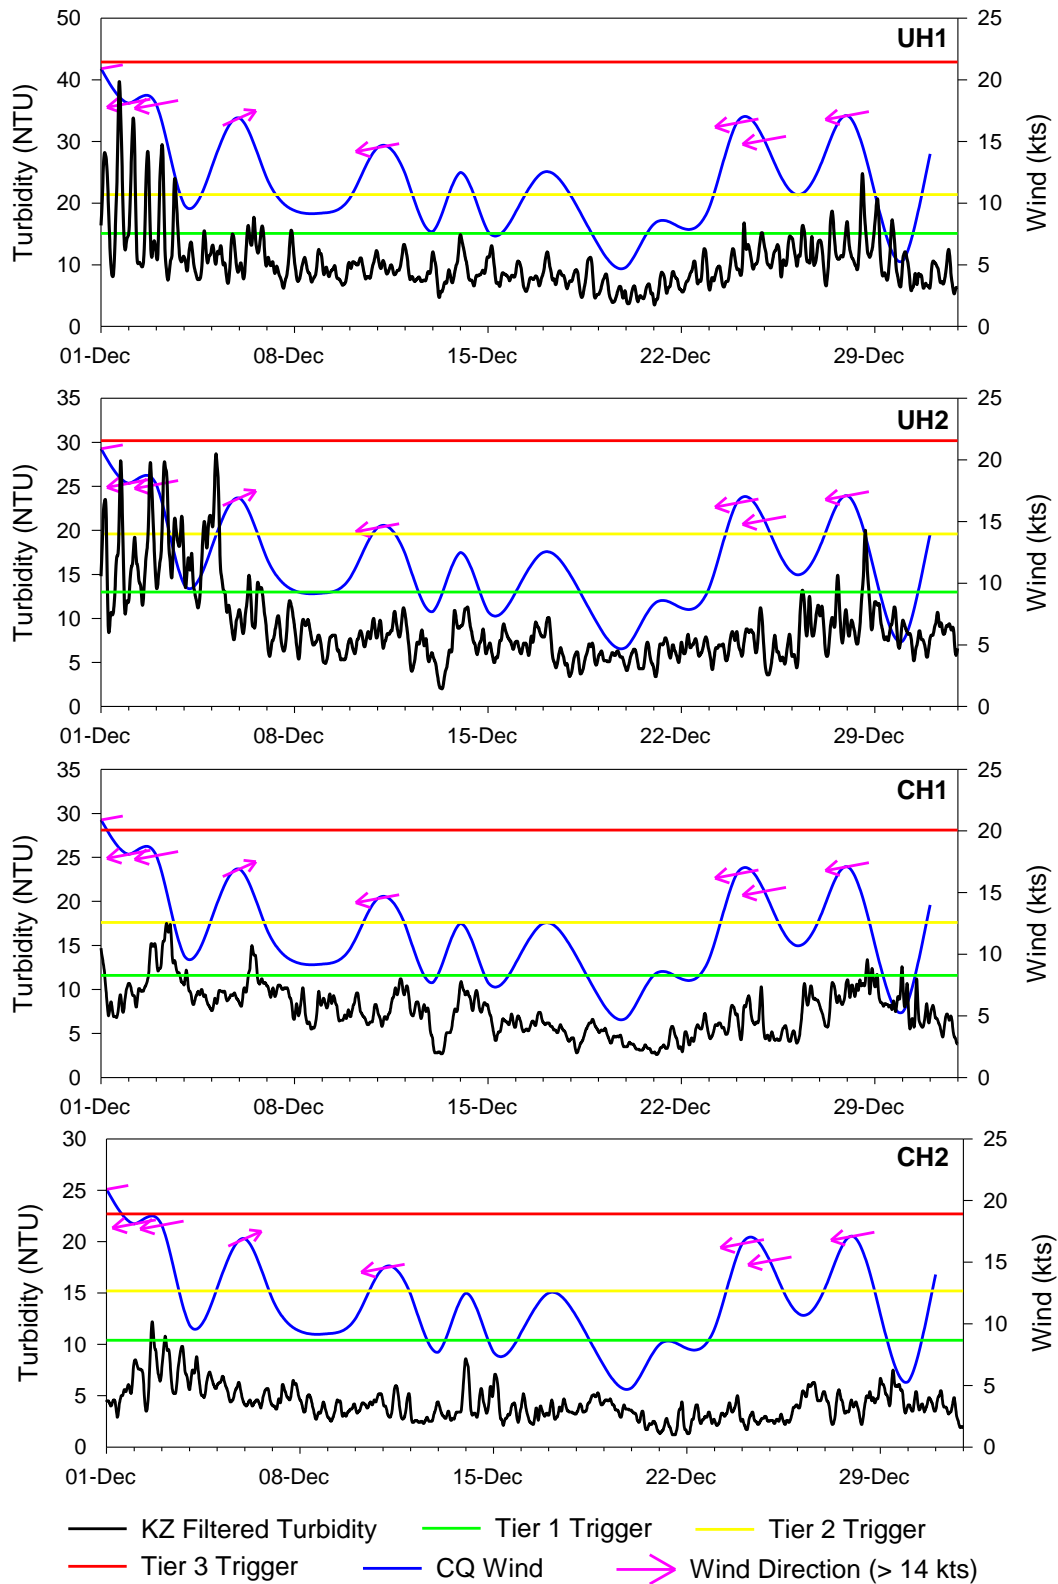 UH1
Turbidity (NTU)
Wind (kts)
50
40
30
20
10
0
25
20
15
10
5
0
01-Dec 08-Dec 15-Dec 22-Dec 29-Dec
UH2
Turbidity (NTU)
Wind (kts)
35
30
25
20
15
10
5
0
25
20
15
10
5
0
01-Dec 08-Dec 15-Dec 22-Dec 29-Dec
CH1
Turbidity (NTU)
Wind (kts)
35
30
25
20
15
10
5
0
25
20
15
10
5
0
01-Dec 08-Dec 15-Dec 22-Dec 29-Dec
CH2
Turbidity (NTU)
Wind (kts)
30
25
20
15
10
5
0
25
20
15
10
5
0
01-Dec 08-Dec 15-Dec 22-Dec 29-Dec
KZ Filtered Turbidity Tier 1 Trigger Tier 2 Trigger
Tier 3 Trigger CQ Wind Wind Direction (> 14 kts)